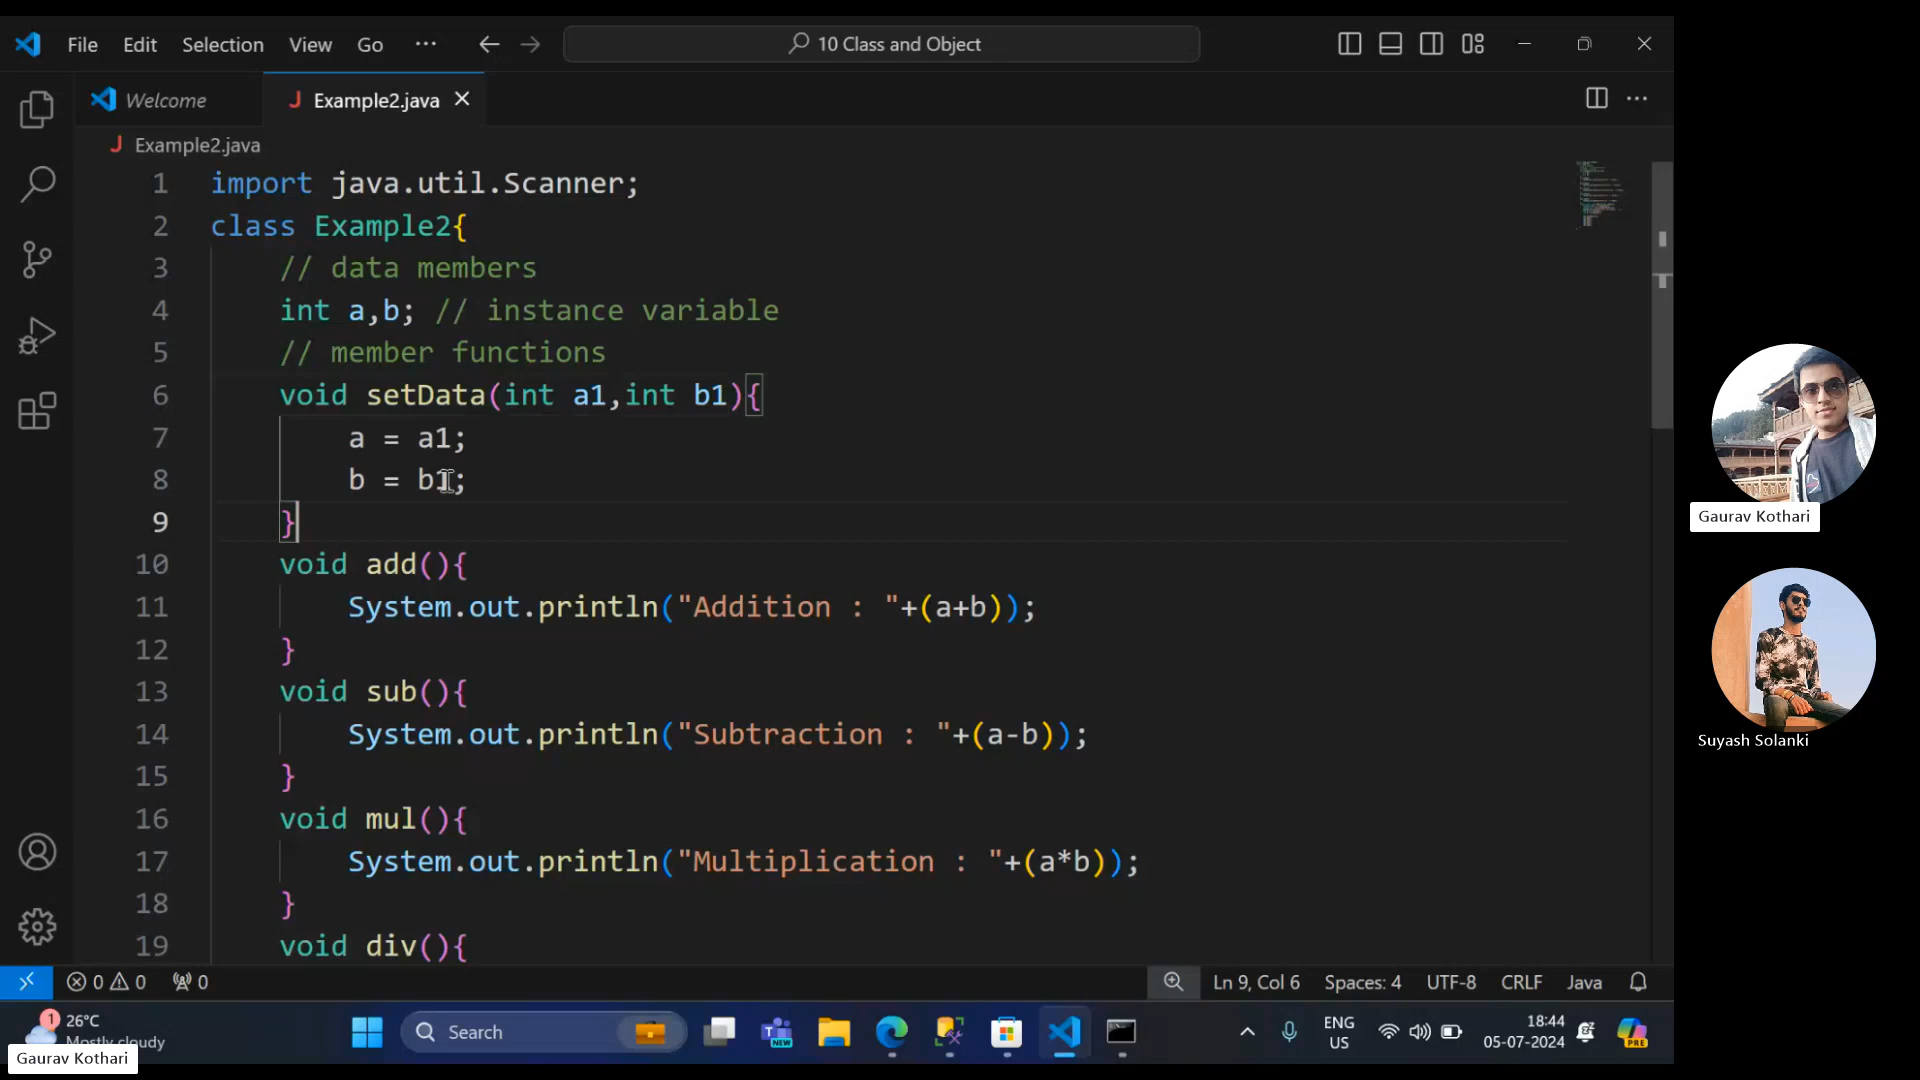 File Edit Selection View Go ··· 10 Class and Object
Welcome Example2.java
Example2.java
1 import java.util.Scanner;
2 class Example2{
3 // data members
4 int a,b; // instance variable
5 // member functions
6 void setData(int a1,int b1){
7 a = a1;
8 b = b1;
9 }
10 void add(){
11 System.out.println("Addition : "+(a+b));
12 }
13 void sub(){
14 System.out.println("Subtraction : "+(a-b));
15 }
16 void mul(){
17 System.out.println("Multiplication : "+(a*b));
18 }
19 void div(){
0 0 0 Ln 9, Col 6 Spaces: 4 UTF-8 CRLF Java
1 26°C
Mostly cloudy
Search
NEW
ENG
US
18:44
05-07-2024
PRE
Gaurav Kothari
Gaurav Kothari
Suyash Solanki